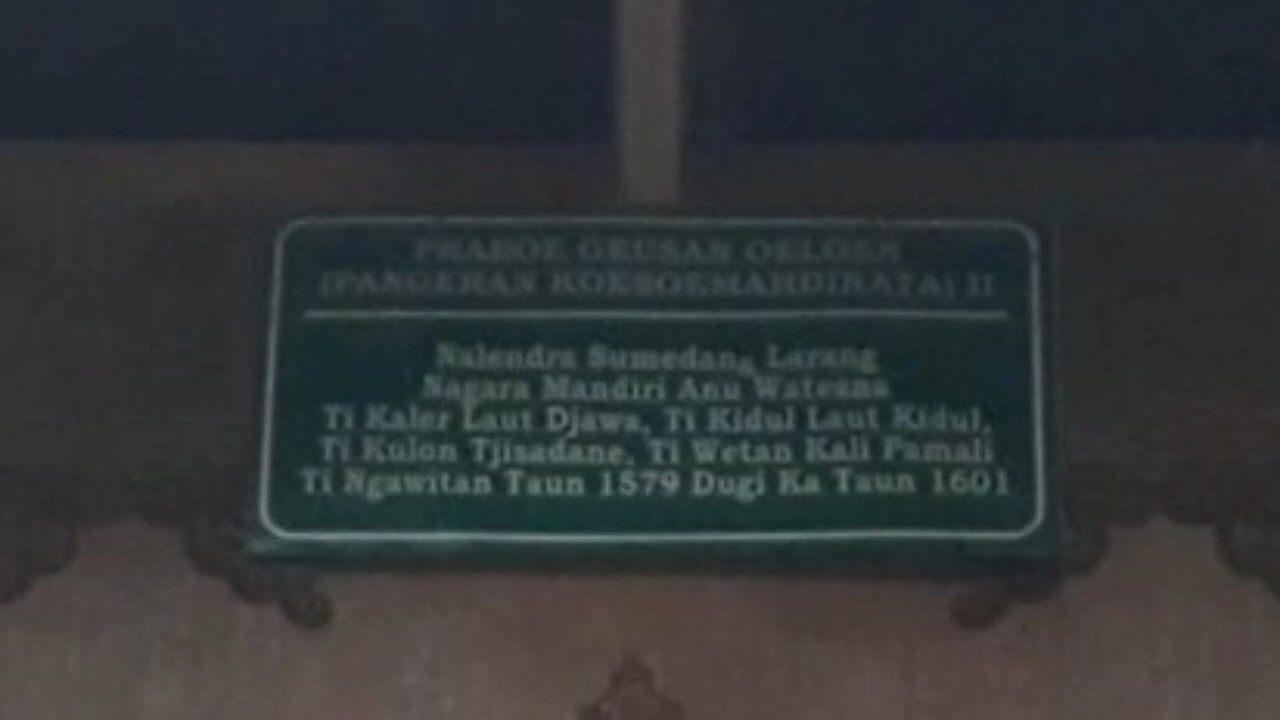 PRABOE GEUSAN OELOEN
(PANGERAN KOESOEMAHDINATA) II
Nalendra Sumedang Larang
Nagara Mandiri Anu Watesna
Ti Kaler Laut Djawa, Ti Kidul Laut Kidul,
Ti Kulon Tjisadane, Ti Wetan Kali Pamali
Ti Ngawitan Taun 1579 Dugi Ka Taun 1601